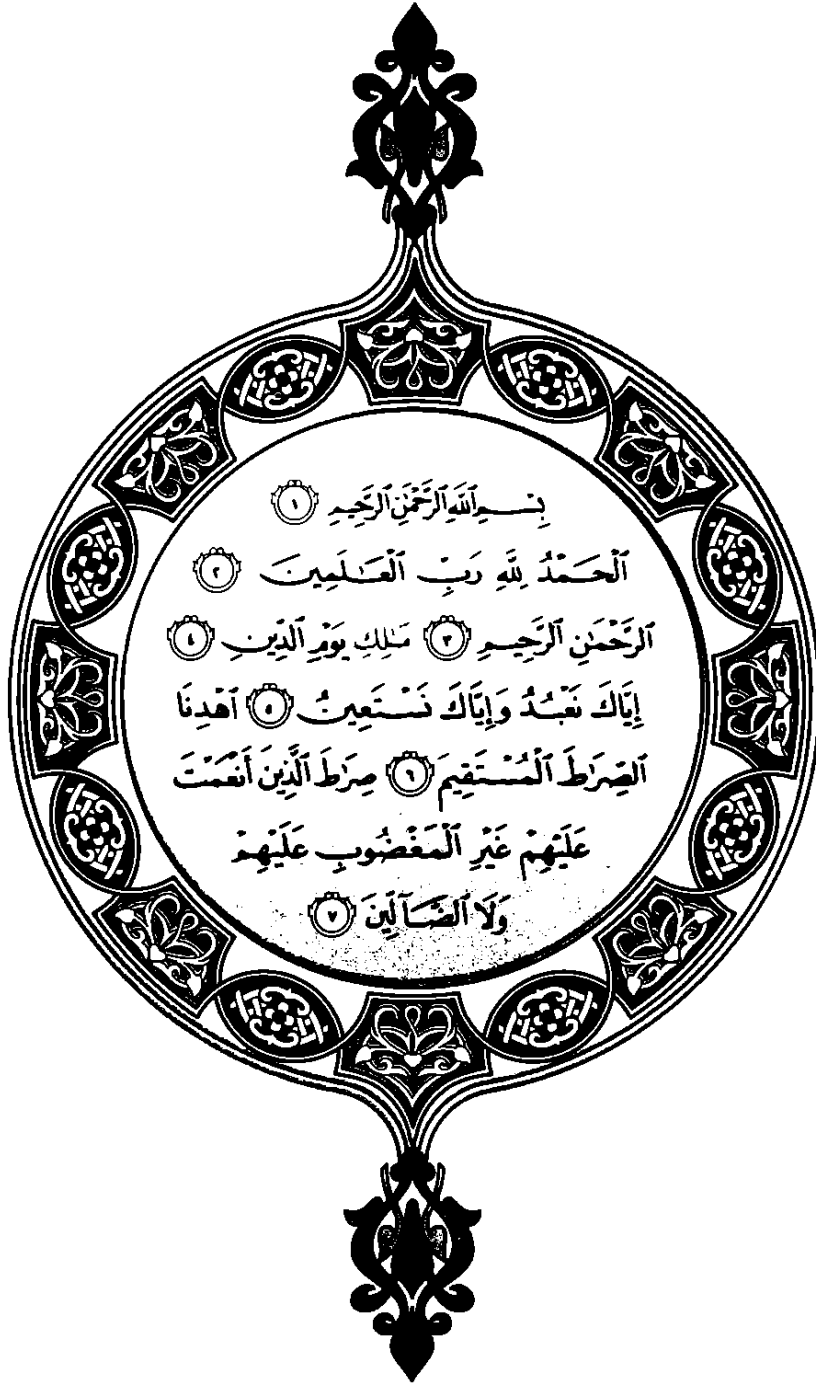 بِسْمِ ٱللَّهِ ٱلرَّحْمَٰنِ ٱلرَّحِيمِ ١
ٱلْحَمْدُ لِلَّهِ رَبِّ ٱلْعَٰلَمِينَ ٢
ٱلرَّحْمَٰنِ ٱلرَّحِيمِ ٣ مَٰلِكِ يَوْمِ ٱلدِّينِ ٤
إِيَّاكَ نَعْبُدُ وَإِيَّاكَ نَسْتَعِينُ ٥ ٱهْدِنَا
ٱلصِّرَٰطَ ٱلْمُسْتَقِيمَ ٦ صِرَٰطَ ٱلَّذِينَ أَنْعَمْتَ
عَلَيْهِمْ غَيْرِ ٱلْمَغْضُوبِ عَلَيْهِمْ
وَلَا ٱلضَّآلِّينَ ٧